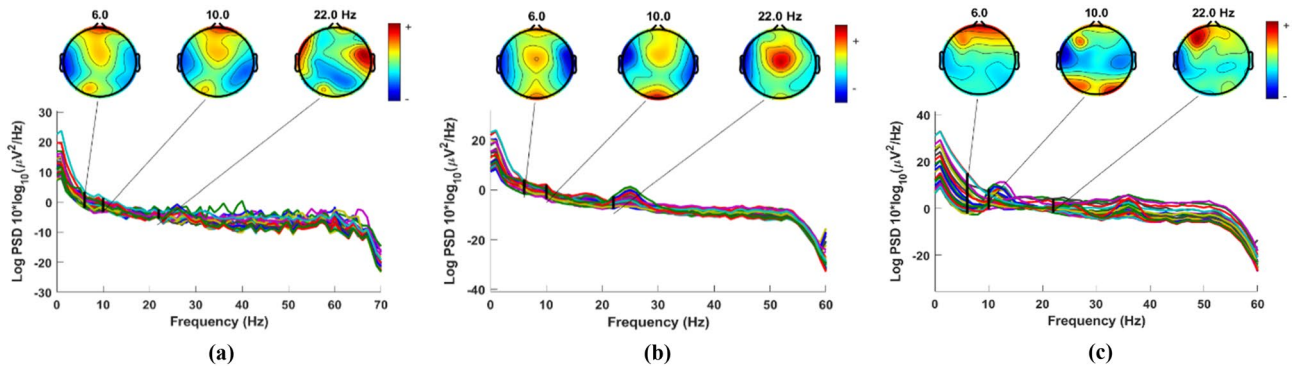 6.0 10.0 22.0 Hz
+
-
Log PSD 10*log10(μV2/Hz)
30
20
10
0
-10
-20
-30
0 10 20 30 40 50 60 70
Frequency (Hz)
(a)
6.0 10.0 22.0 Hz
+
-
Log PSD 10*log10(μV2/Hz)
20
0
-20
-40
0 10 20 30 40 50 60
Frequency (Hz)
(b)
6.0 10.0 22.0 Hz
+
-
Log PSD 10*log10(μV2/Hz)
40
20
0
-20
0 10 20 30 40 50 60
Frequency (Hz)
(c)